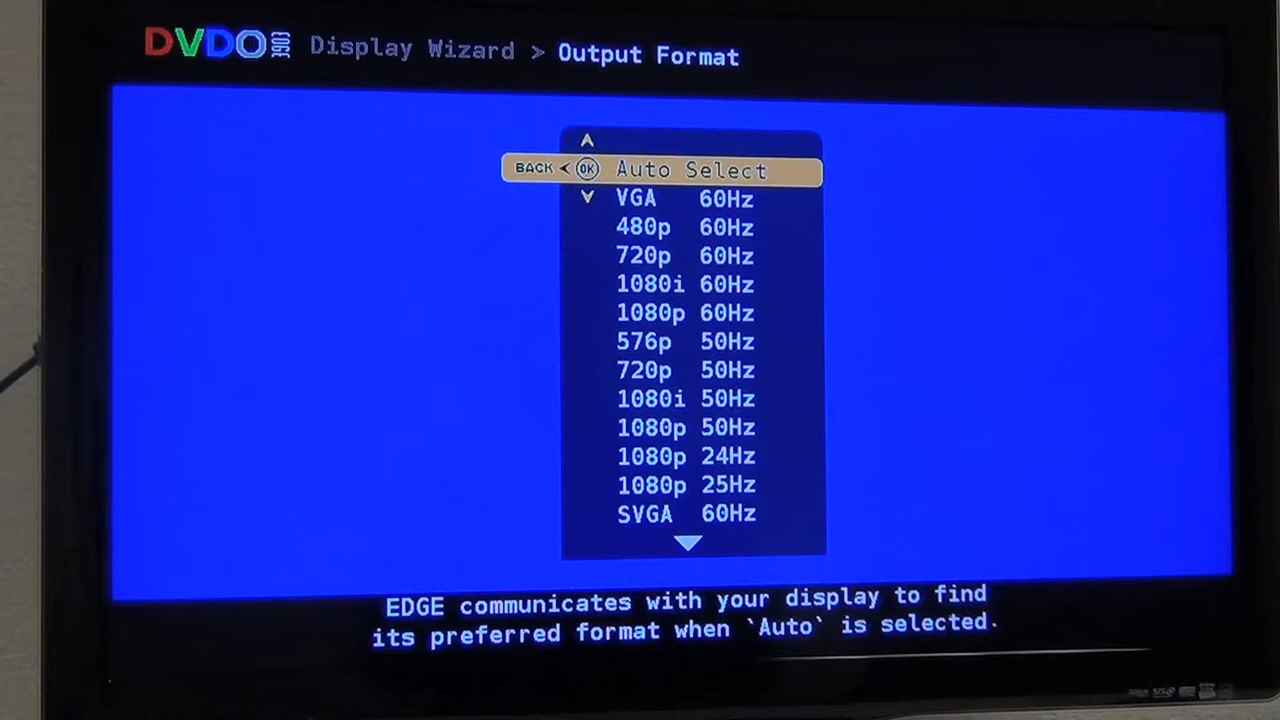 DVDO EDGE Display Wizard > Output Format
BACK OK Auto Select
VGA 60Hz
480p 60Hz
720p 60Hz
1080i 60Hz
1080p 60Hz
576p 50Hz
720p 50Hz
1080i 50Hz
1080p 50Hz
1080p 24Hz
1080p 25Hz
SVGA 60Hz
EDGE communicates with your display to find
its preferred format when `Auto` is selected.